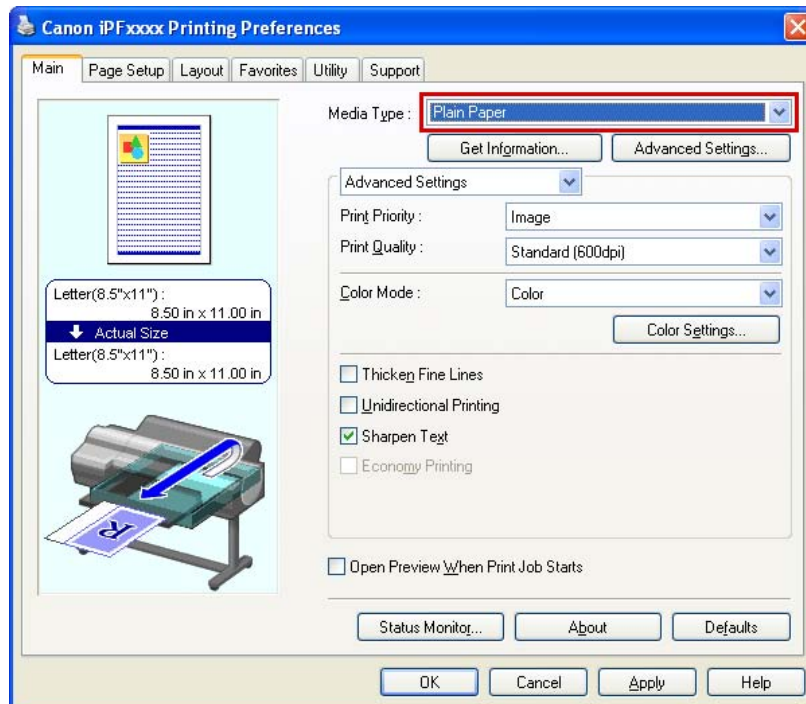 Canon iPFxxxx Printing Preferences
Main Page Setup Layout Favorites Utility Support
Media Type : Plain Paper
Get Information... Advanced Settings...
Advanced Settings
Print Priority : Image
Print Quality : Standard (600dpi)
Color Mode : Color
Color Settings...
Letter(8.5"x11") :
8.50 in x 11.00 in
Actual Size
Letter(8.5"x11") :
8.50 in x 11.00 in
Thicken Fine Lines
Unidirectional Printing
Sharpen Text
Economy Printing
R
Open Preview When Print Job Starts
Status Monitor... About Defaults
OK Cancel Apply Help